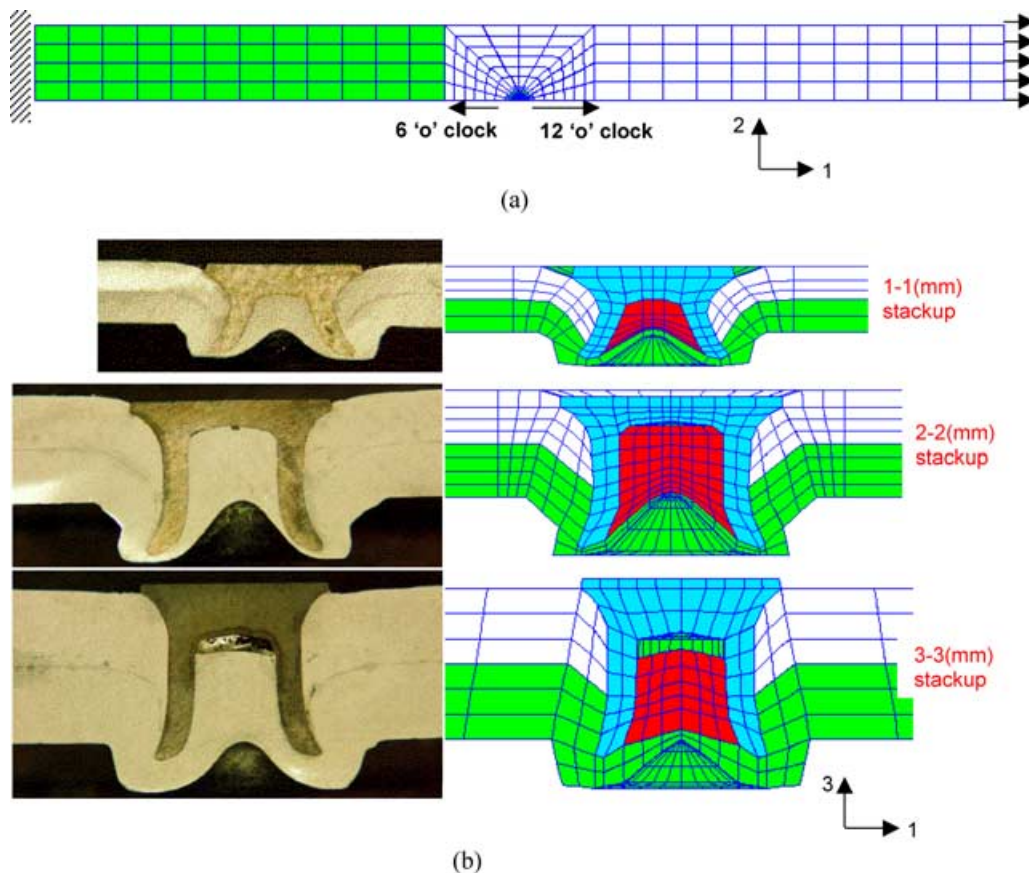 6 ‘o’ clock
12 ‘o’ clock
2
1
(a)
1-1(mm)
stackup
2-2(mm)
stackup
3-3(mm)
stackup
3
1
(b)